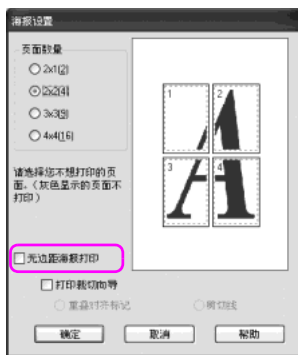 海报设置
页面数量
2x1(2)
2x2(4)
3x3(9)
4x4(16)
1 2
3 4
请选择您不想打印的页
面。(灰色显示的页面不
打印)
无边距海报打印
打印裁切向导
重叠对齐标记 剪切线
确定 取消 帮助